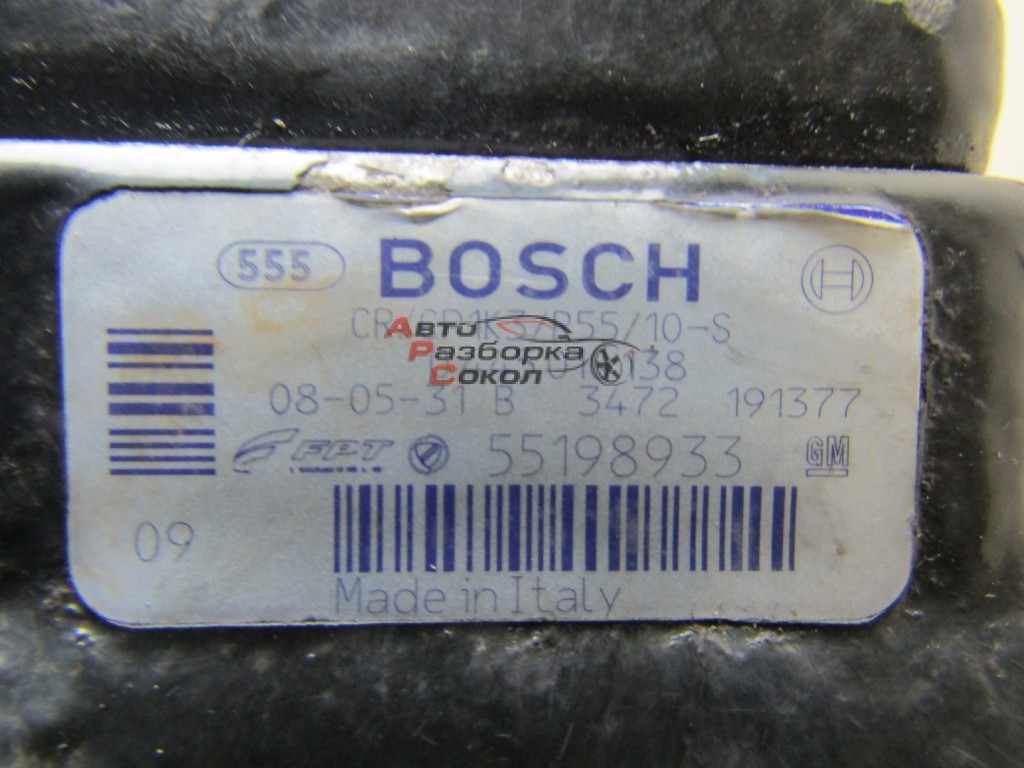 555 BOSCH
CR/CP1K3/R55/10-S
138
Авто
Разборка
Сокол
08-05-31 B 3472 191377
FPT 55198933 GM
09
Made in Italy